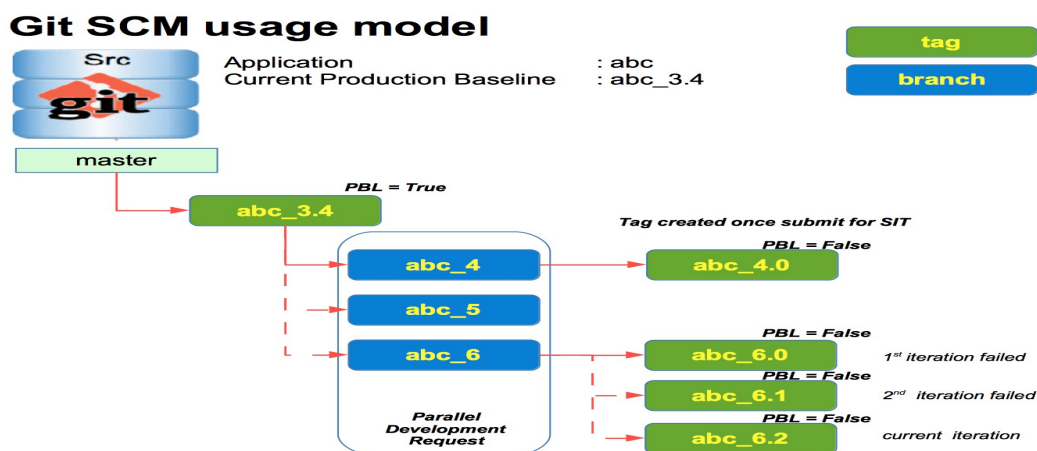 Git SCM usage model
Src
git
Application : abc
Current Production Baseline : abc_3.4
tag
branch
master
PBL = True
abc_3.4
Tag created once submit for SIT
PBL = False
abc_4
abc_4.0
abc_5
PBL = False
abc_6
abc_6.0
1st iteration failed
PBL = False
abc_6.1
2nd iteration failed
Parallel
Development
Request
PBL = False
abc_6.2
current iteration